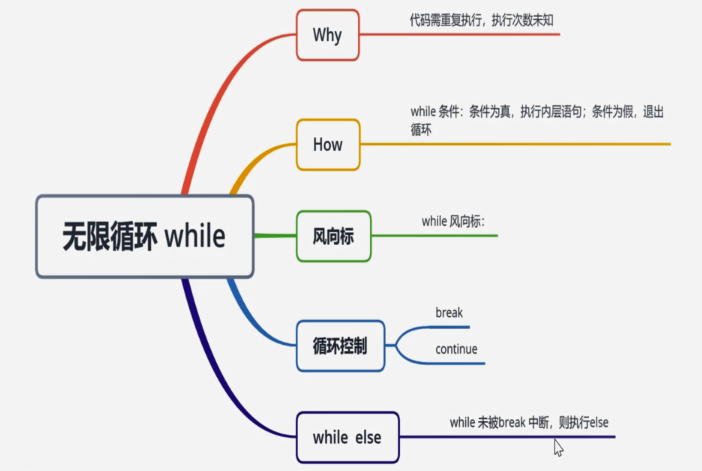 Why
代码需重复执行，执行次数未知
How
while 条件：条件为真，执行内层语句；条件为假，退出
循环
无限循环 while
风向标
while 风向标：
循环控制
break
continue
while else
while 未被break 中断，则执行else